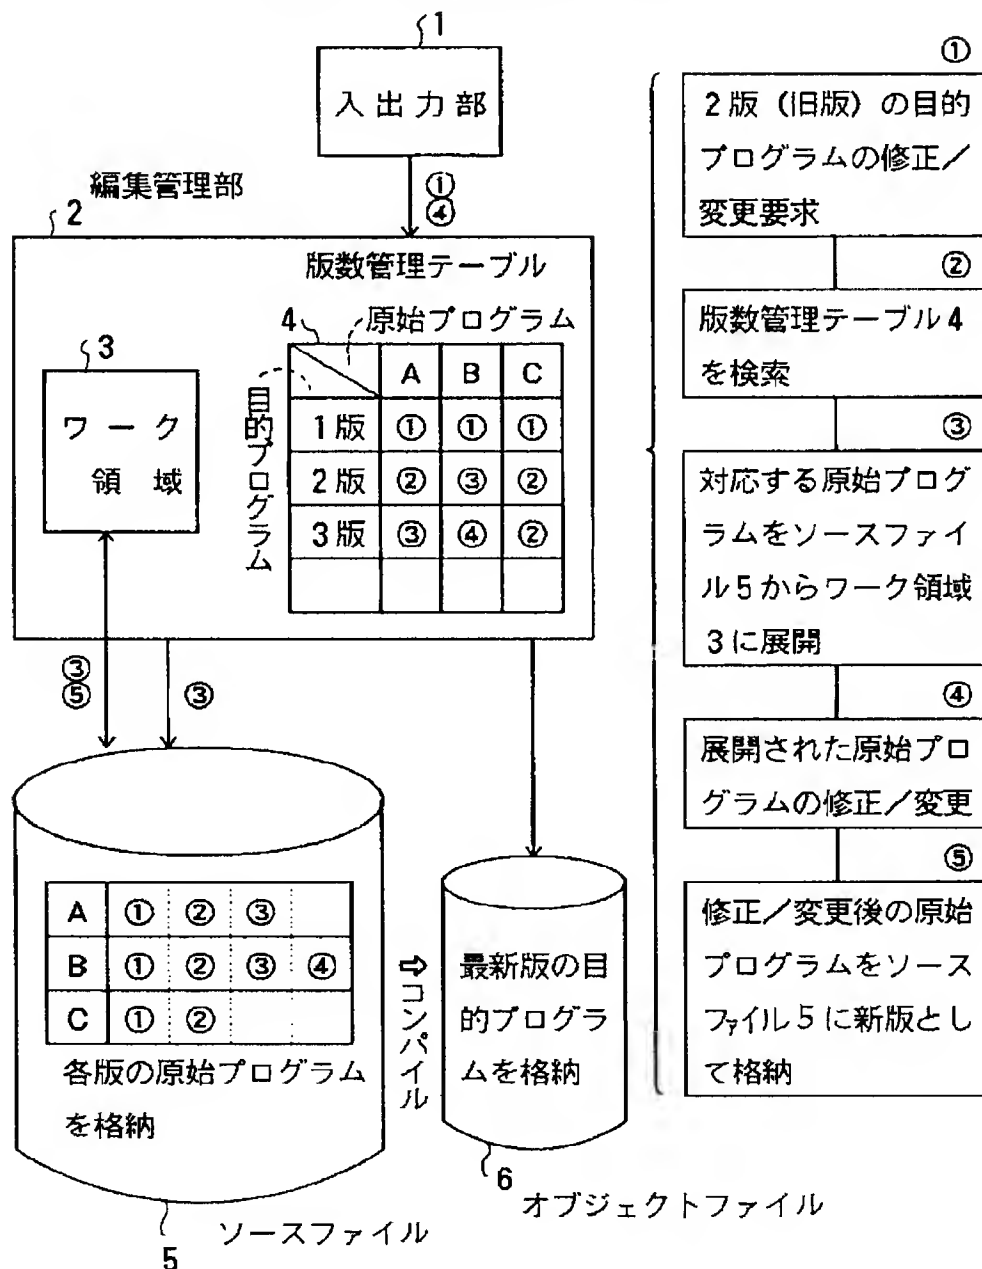 1
入出力部
①
④
編集管理部
2
版数管理テーブル
4
原始プログラム
目的プログラム
A B C
1版 ① ① ①
2版 ② ③ ②
3版 ③ ④ ②
3
ワーク
領域
③
⑤
③
A ① ② ③
B ① ② ③ ④
C ① ②
各版の原始プログラム
を格納
5
ソースファイル
⇨コンパイル
最新版の目
的プログラ
ムを格納
6
オブジェクトファイル
①
2版(旧版)の目的
プログラムの修正/
変更要求
②
版数管理テーブル4
を検索
③
対応する原始プログ
ラムをソースファイ
ル5からワーク領域
3に展開
④
展開された原始プロ
グラムの修正/変更
⑤
修正/変更後の原始
プログラムをソース
ファイル5に新版とし
て格納